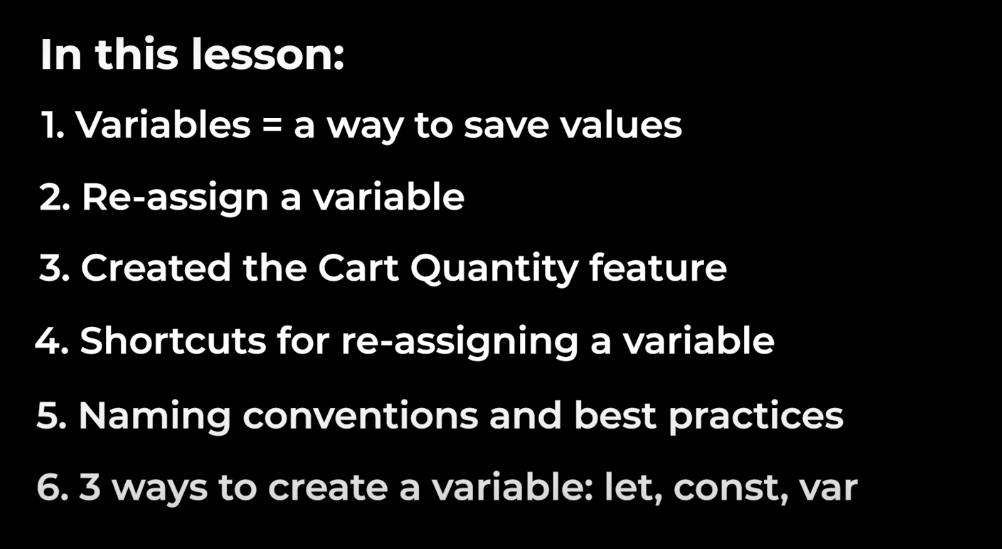 In this lesson:
1. Variables = a way to save values
2. Re-assign a variable
3. Created the Cart Quantity feature
4. Shortcuts for re-assigning a variable
5. Naming conventions and best practices
6. 3 ways to create a variable: let, const, var